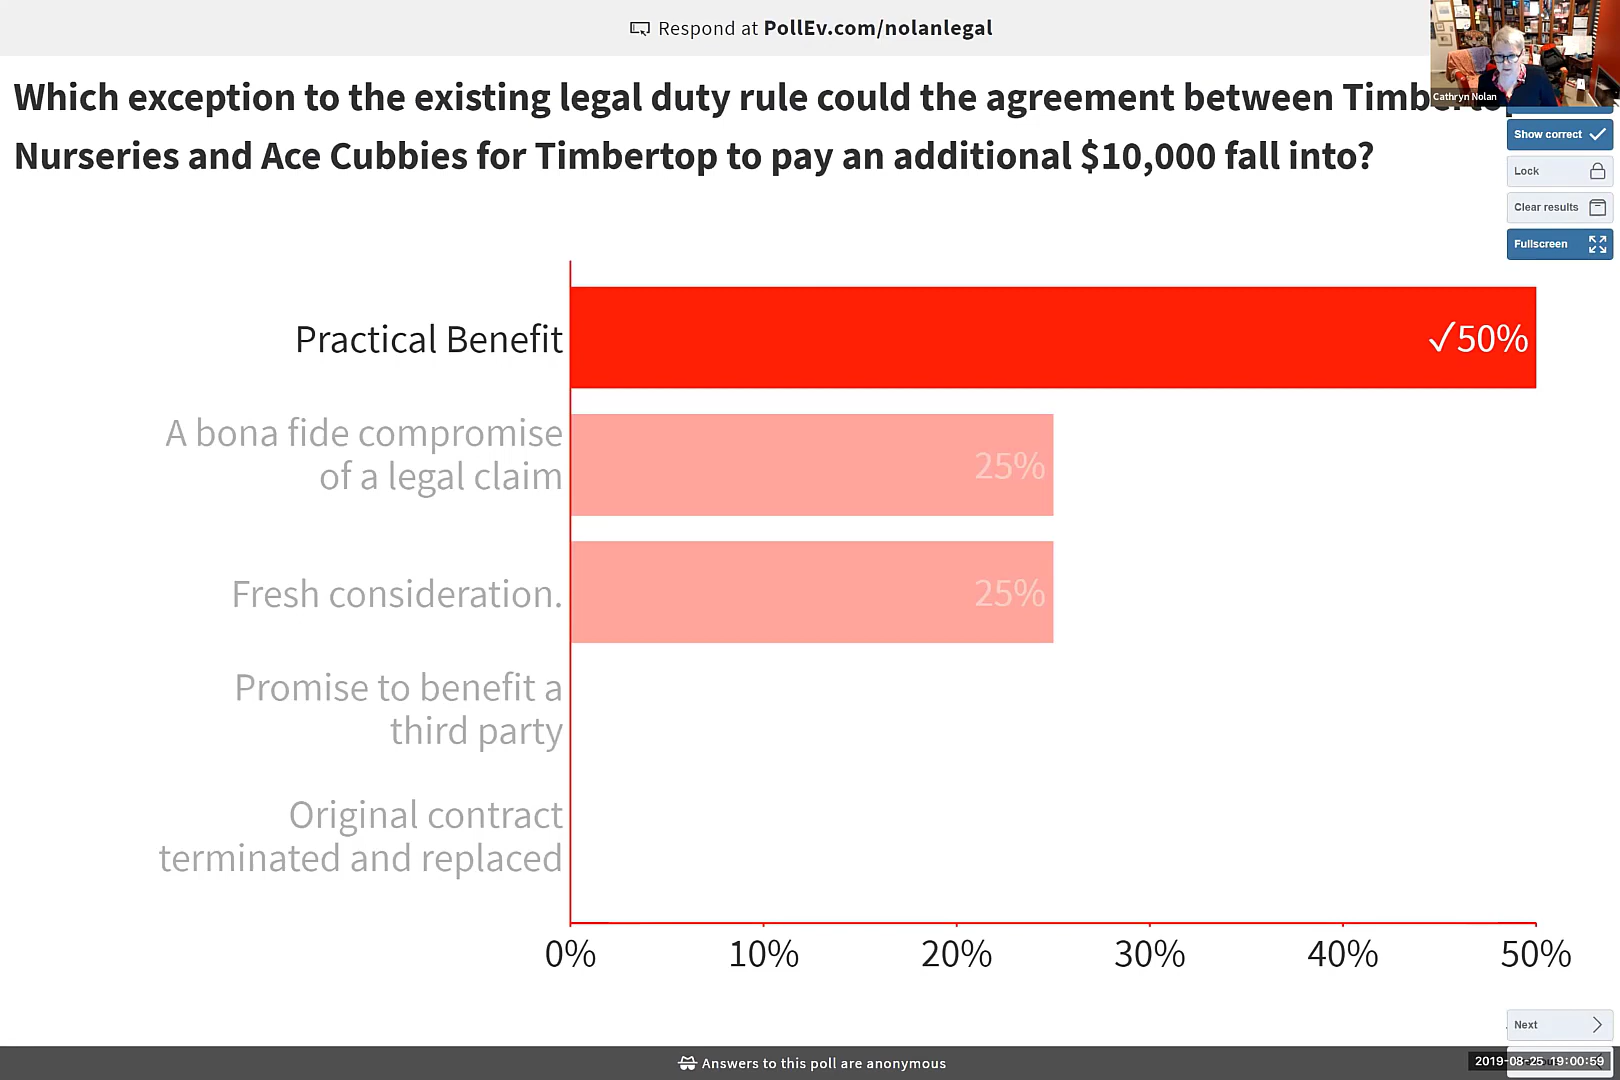 Respond at PollEv.com/nolanlegal
Cathryn Nolan
Which exception to the existing legal duty rule could the agreement between
Nurseries and Ace Cubbies for Timbertop to pay an additional $10,000 fall into?
Show correct
Lock
Clear results
Fullscreen
Practical Benefit
✓50%
A bona fide compromise
of a legal claim
25%
Fresh consideration.
25%
Promise to benefit a
third party
Original contract
terminated and replaced
0% 10% 20% 30% 40% 50%
Next
Answers to this poll are anonymous
2019-08-25 19:00:59